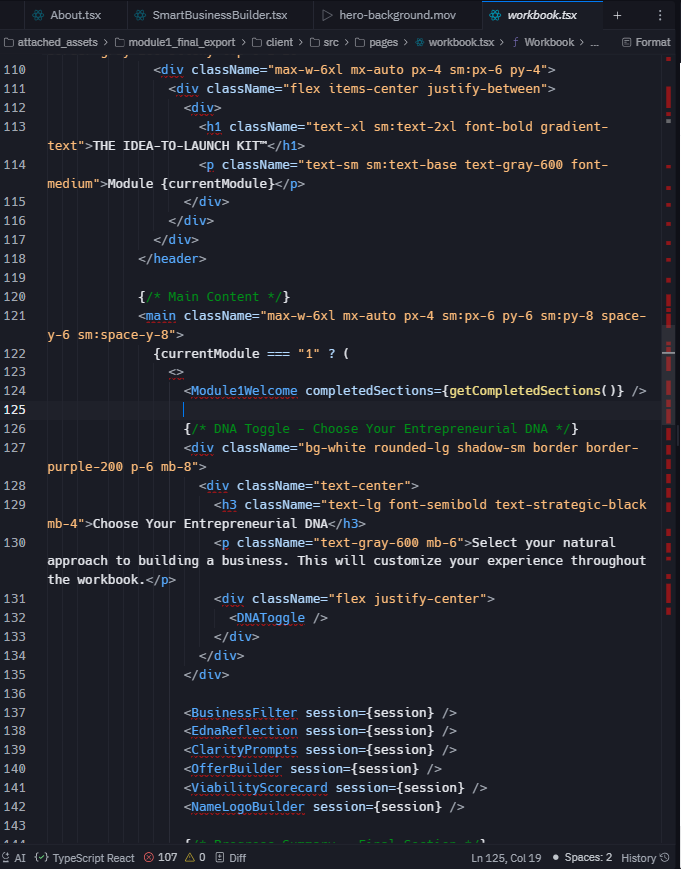 About.tsx SmartBusinessBuilder.tsx hero-background.mov workbook.tsx + ⋮
attached_assets > module1_final_export > client > src > pages > workbook.tsx > ƒ Workbook > ... Format
110 <div className="max-w-6xl mx-auto px-4 sm:px-6 py-4">
111 <div className="flex items-center justify-between">
112 <div>
113 <h1 className="text-xl sm:text-2xl font-bold gradient-
text">THE IDEA-TO-LAUNCH KIT™</h1>
114 <p className="text-sm sm:text-base text-gray-600 font-
medium">Module {currentModule}</p>
115 </div>
116 </div>
117 </div>
118 </header>
119
120 {/* Main Content */}
121 <main className="max-w-6xl mx-auto px-4 sm:px-6 py-6 sm:py-8 space-
y-6 sm:space-y-8">
122 {currentModule === "1" ? (
123 <>
124 <Module1Welcome completedSections={getCompletedSections()} />
125
126 {/* DNA Toggle - Choose Your Entrepreneurial DNA */}
127 <div className="bg-white rounded-lg shadow-sm border border-
purple-200 p-6 mb-8">
128 <div className="text-center">
129 <h3 className="text-lg font-semibold text-strategic-black
mb-4">Choose Your Entrepreneurial DNA</h3>
130 <p className="text-gray-600 mb-6">Select your natural
approach to building a business. This will customize your experience throughout
the workbook.</p>
131 <div className="flex justify-center">
132 <DNAToggle />
133 </div>
134 </div>
135 </div>
136
137 <BusinessFilter session={session} />
138 <EdnaReflection session={session} />
139 <ClarityPrompts session={session} />
140 <OfferBuilder session={session} />
141 <ViabilityScorecard session={session} />
142 <NameLogoBuilder session={session} />
143
144 {/* Progress Summary - Final Section */}
AI {} TypeScript React 107 0 Diff Ln 125, Col 19 • Spaces: 2 History